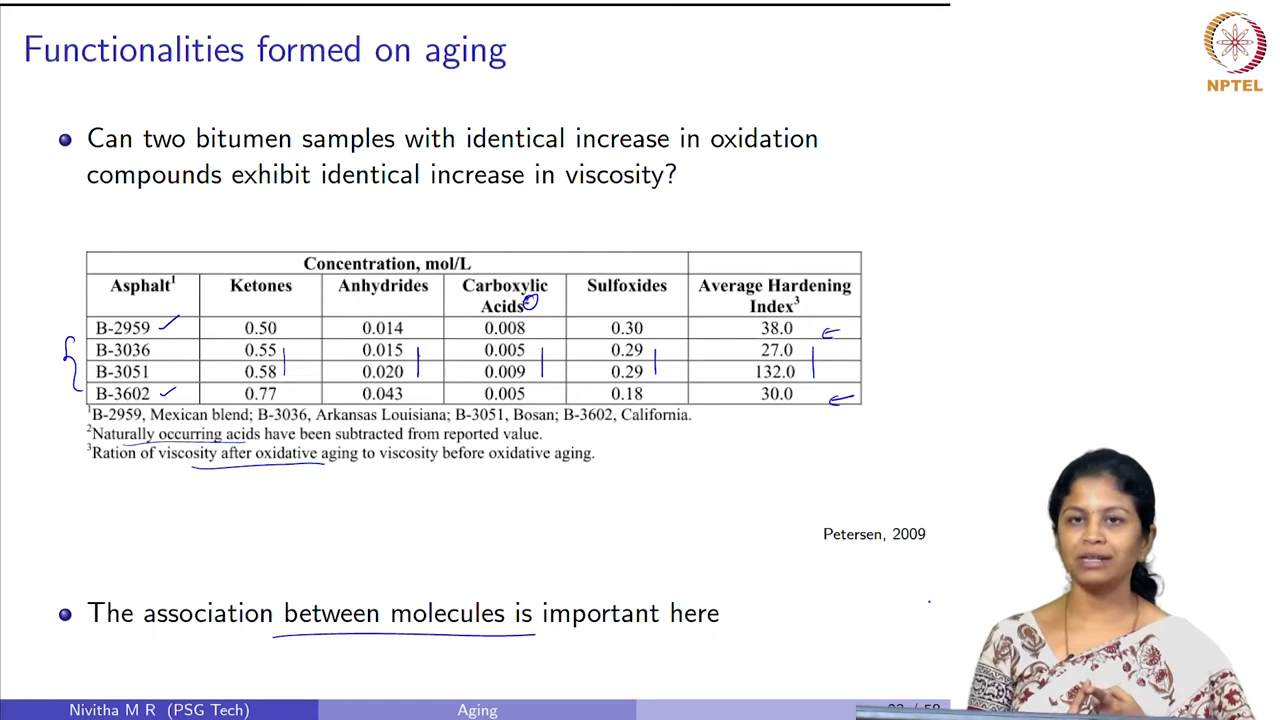 Functionalities formed on aging
NPTEL
Can two bitumen samples with identical increase in oxidation
compounds exhibit identical increase in viscosity?
Concentration, mol/L
Asphalt1 Ketones Anhydrides Carboxylic Acids Sulfoxides Average Hardening Index3
B-2959 0.50 0.014 0.008 0.30 38.0
B-3036 0.55 0.015 0.005 0.29 27.0
B-3051 0.58 0.020 0.009 0.29 132.0
B-3602 0.77 0.043 0.005 0.18 30.0
1B-2959, Mexican blend; B-3036, Arkansas Louisiana; B-3051, Bosan; B-3602, California.
2Naturally occurring acids have been subtracted from reported value.
3Ration of viscosity after oxidative aging to viscosity before oxidative aging.
Petersen, 2009
The association between molecules is important here
Nivitha M R (PSG Tech) Aging